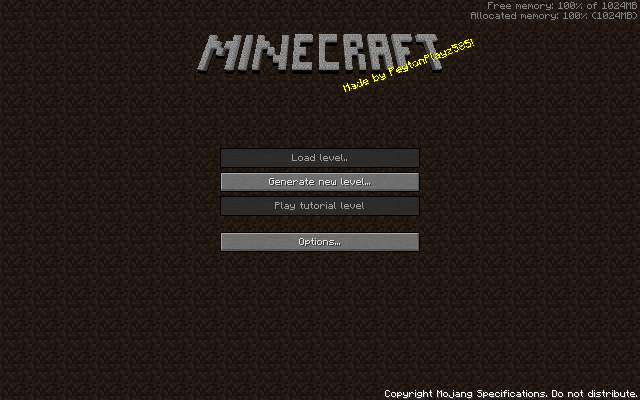 Free memory: 100% of 1024MB
Allocated memory: 100% (1024MB)
MINECRAFT
Made by PeytonPlayz585!
Load level..
Generate new level...
Play tutorial level
Options...
Copyright Mojang Specifications. Do not distribute.